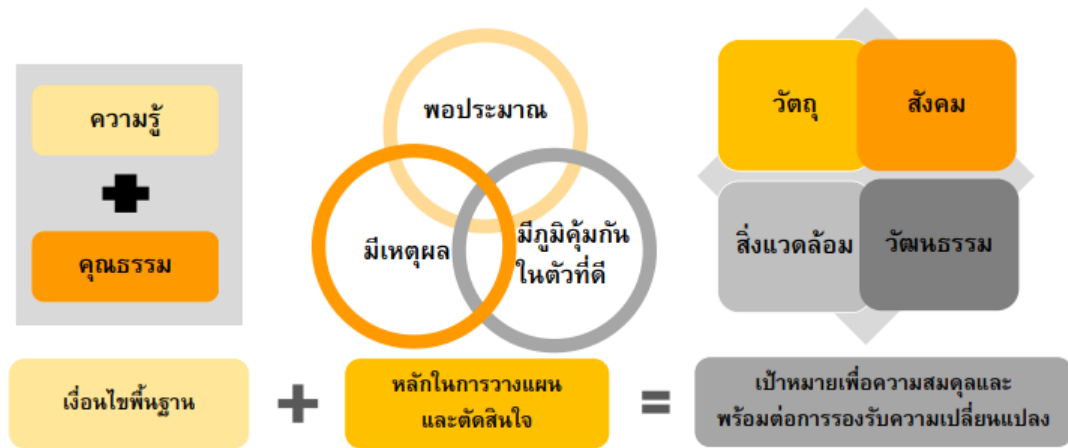 ความรู้
คุณธรรม
พอประมาณ
มีเหตุผล
มีภูมิคุ้มกัน
ในตัวที่ดี
วัตถุ
สังคม
สิ่งแวดล้อม
วัฒนธรรม
เงื่อนไขพื้นฐาน
+
หลักในการวางแผน
และตัดสินใจ
=
เป้าหมายเพื่อความสมดุลและ
พร้อมต่อการรองรับความเปลี่ยนแปลง